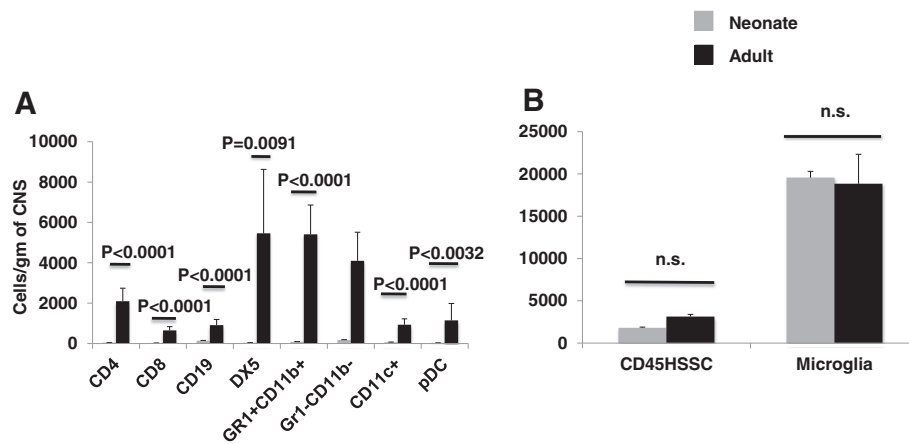 Neonate
Adult
A
10000
8000
6000
4000
2000
0
Cells/gm of CNS
P<0.0001
P<0.0001
P<0.0001
P=0.0091
P<0.0001
P<0.0001
P<0.0032
CD4
CD8
CD19
DX5
GR1+CD11b+
Gr1-CD11b-
CD11c+
pDC
B
25000
20000
15000
10000
5000
0
n.s.
n.s.
CD45HSSC
Microglia